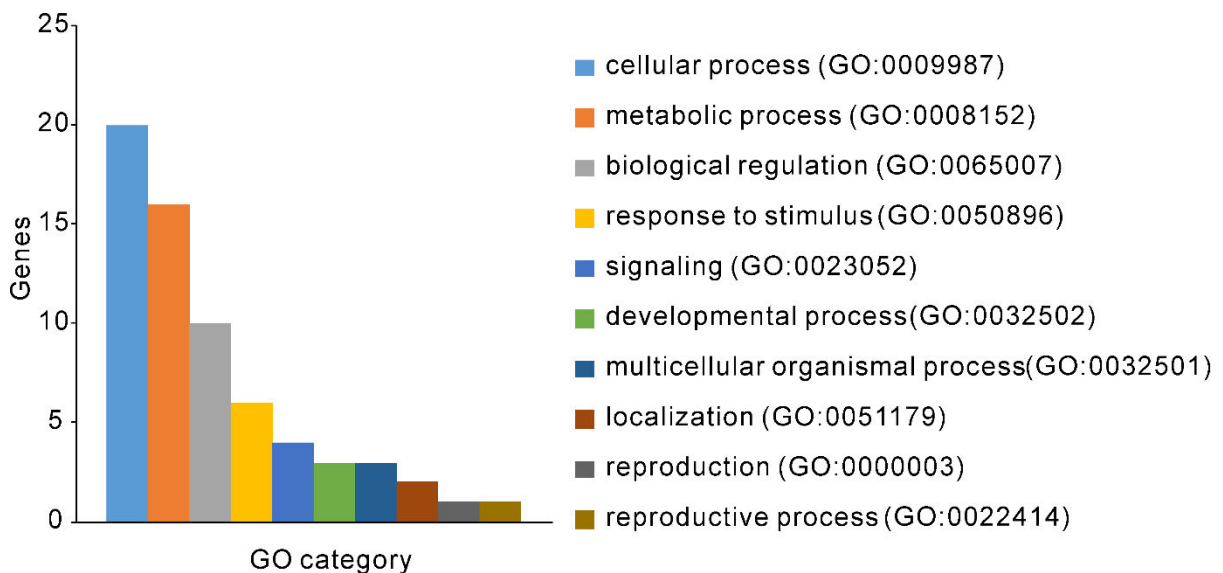 25
20
15
10
5
0
Genes
GO category
cellular process (GO:0009987)
metabolic process (GO:0008152)
biological regulation (GO:0065007)
response to stimulus(GO:0050896)
signaling (GO:0023052)
developmental process(GO:0032502)
multicellular organismal process(GO:0032501)
localization (GO:0051179)
reproduction (GO:0000003)
reproductive process(GO:0022414)